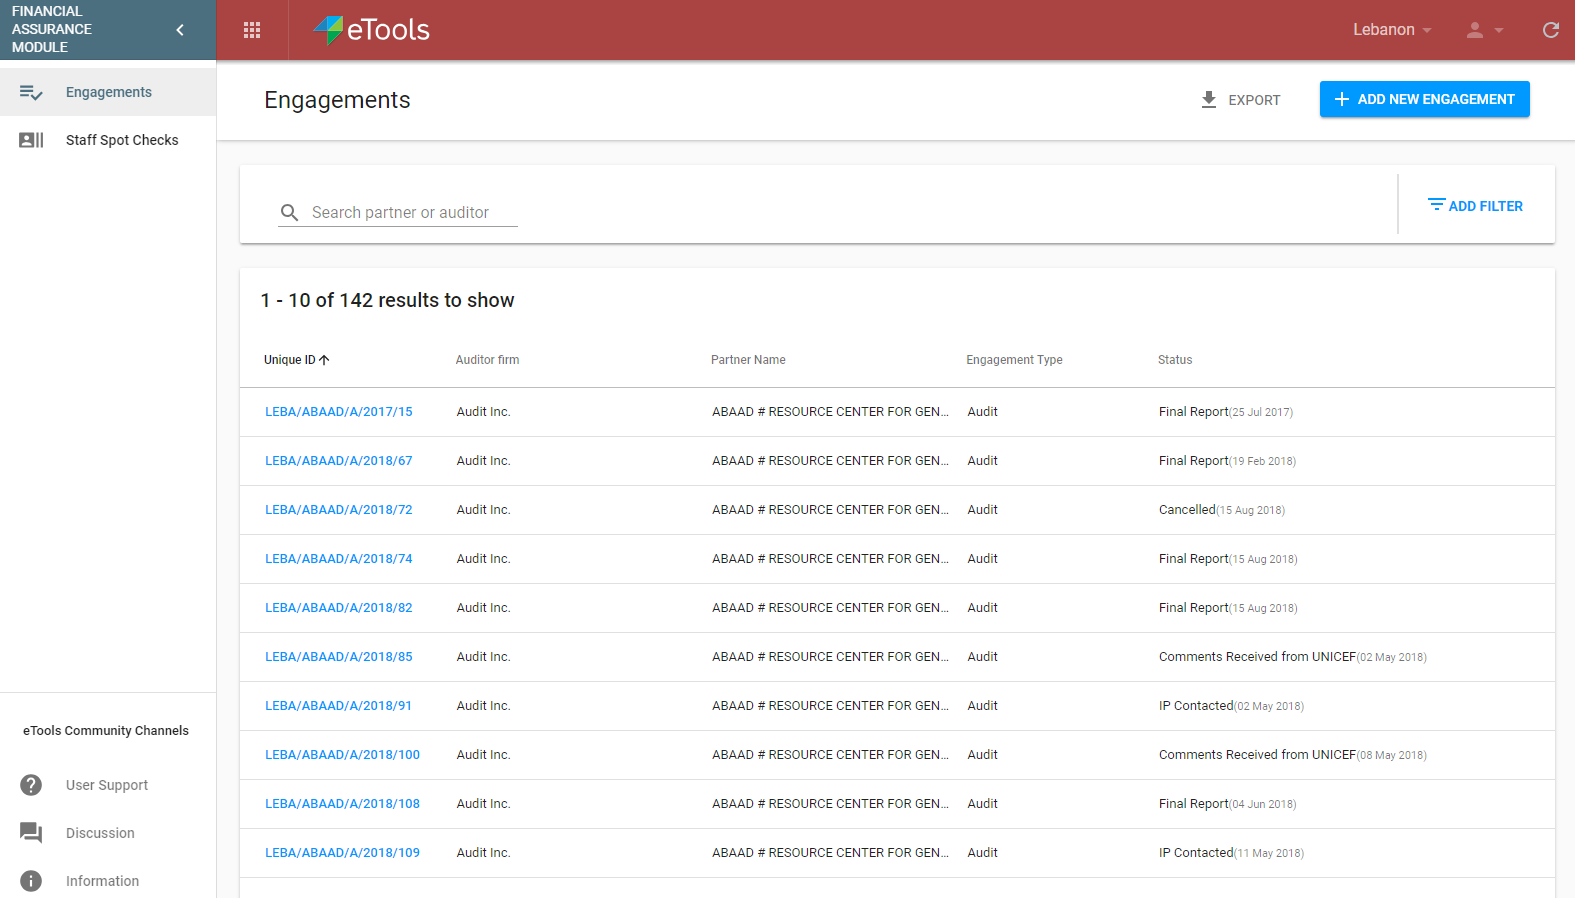 FINANCIAL
ASSURANCE
MODULE
eTools
Lebanon
Engagements
Staff Spot Checks
Engagements
EXPORT
ADD NEW ENGAGEMENT
Search partner or auditor
ADD FILTER
1 - 10 of 142 results to show
Unique ID Auditor firm Partner Name Engagement Type Status
LEBA/ABAAD/A/2017/15 Audit Inc. ABAAD # RESOURCE CENTER FOR GEN... Audit Final Report(25 Jul 2017)
LEBA/ABAAD/A/2018/67 Audit Inc. ABAAD # RESOURCE CENTER FOR GEN... Audit Final Report(19 Feb 2018)
LEBA/ABAAD/A/2018/72 Audit Inc. ABAAD # RESOURCE CENTER FOR GEN... Audit Cancelled(15 Aug 2018)
LEBA/ABAAD/A/2018/74 Audit Inc. ABAAD # RESOURCE CENTER FOR GEN... Audit Final Report(15 Aug 2018)
LEBA/ABAAD/A/2018/82 Audit Inc. ABAAD # RESOURCE CENTER FOR GEN... Audit Final Report(15 Aug 2018)
LEBA/ABAAD/A/2018/85 Audit Inc. ABAAD # RESOURCE CENTER FOR GEN... Audit Comments Received from UNICEF(02 May 2018)
LEBA/ABAAD/A/2018/91 Audit Inc. ABAAD # RESOURCE CENTER FOR GEN... Audit IP Contacted(02 May 2018)
LEBA/ABAAD/A/2018/100 Audit Inc. ABAAD # RESOURCE CENTER FOR GEN... Audit Comments Received from UNICEF(08 May 2018)
LEBA/ABAAD/A/2018/108 Audit Inc. ABAAD # RESOURCE CENTER FOR GEN... Audit Final Report(04 Jun 2018)
LEBA/ABAAD/A/2018/109 Audit Inc. ABAAD # RESOURCE CENTER FOR GEN... Audit IP Contacted(11 May 2018)
eTools Community Channels
User Support
Discussion
Information